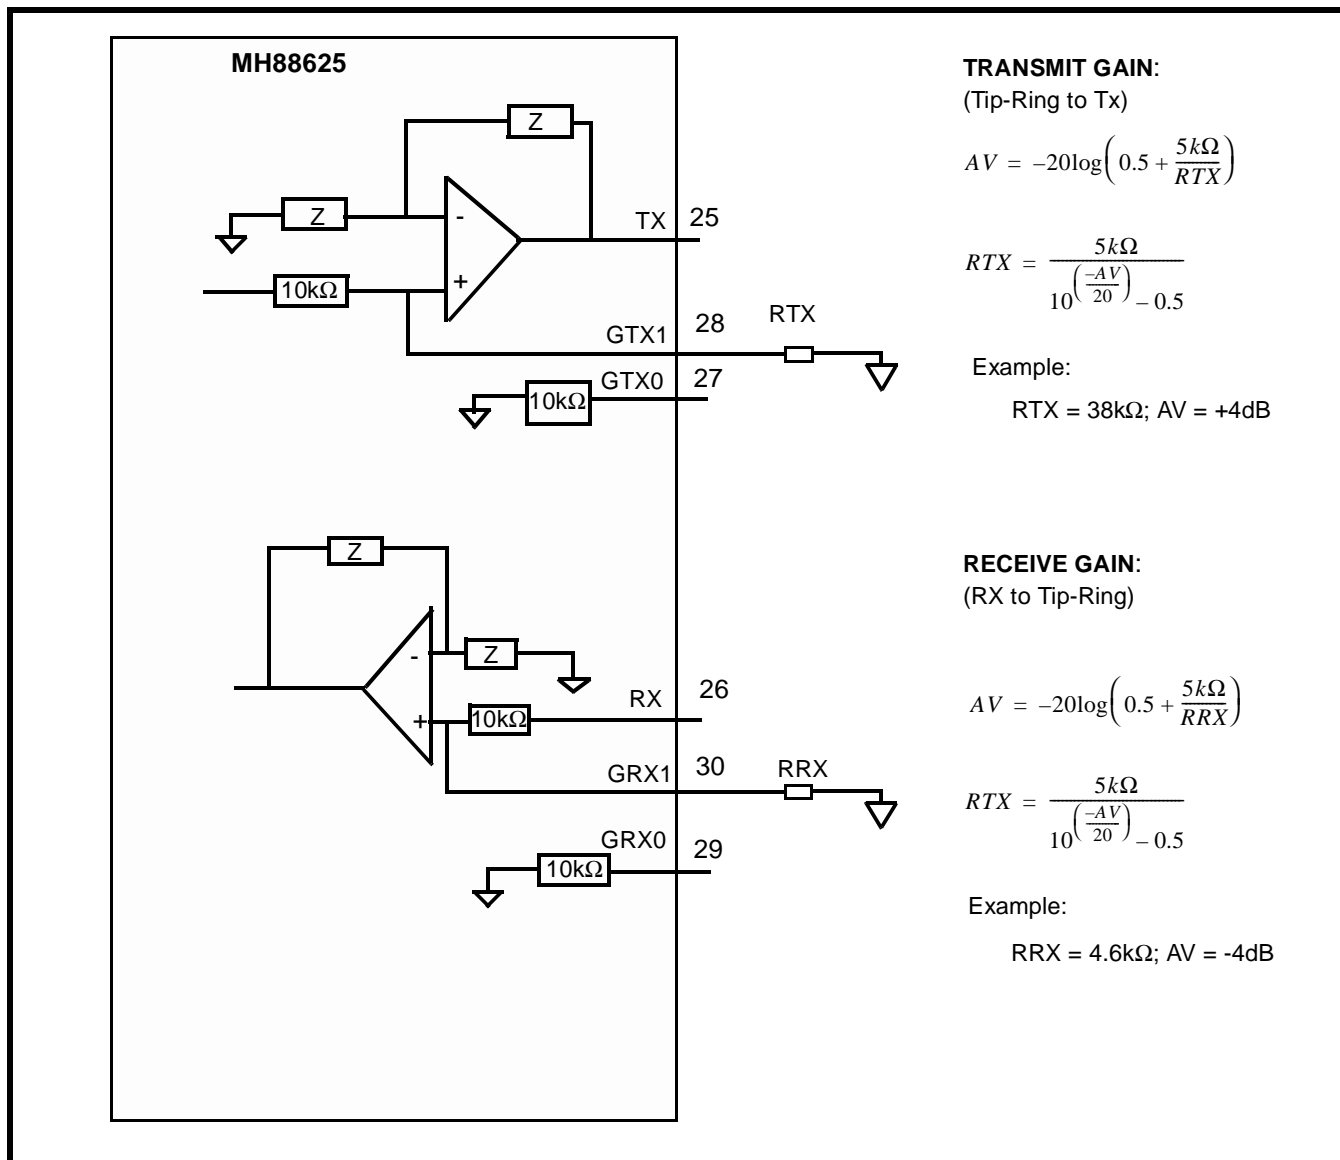 MH88625
Z
Z
-
+
10kΩ
TX 25
GTX1 28
RTX
GTX0 27
10kΩ
Z
-
Z
+
10kΩ
RX 26
GRX1 30
RRX
GRX0 29
10kΩ
TRANSMIT GAIN:
(Tip-Ring to Tx)
AV = –20log(0.5 + 5kΩ/RTX)
RTX = 5kΩ/(10^(–AV/20) – 0.5)
Example:
RTX = 38kΩ; AV = +4dB
RECEIVE GAIN:
(RX to Tip-Ring)
AV = –20log(0.5 + 5kΩ/RRX)
RTX = 5kΩ/(10^(–AV/20) – 0.5)
Example:
RRX = 4.6kΩ; AV = -4dB